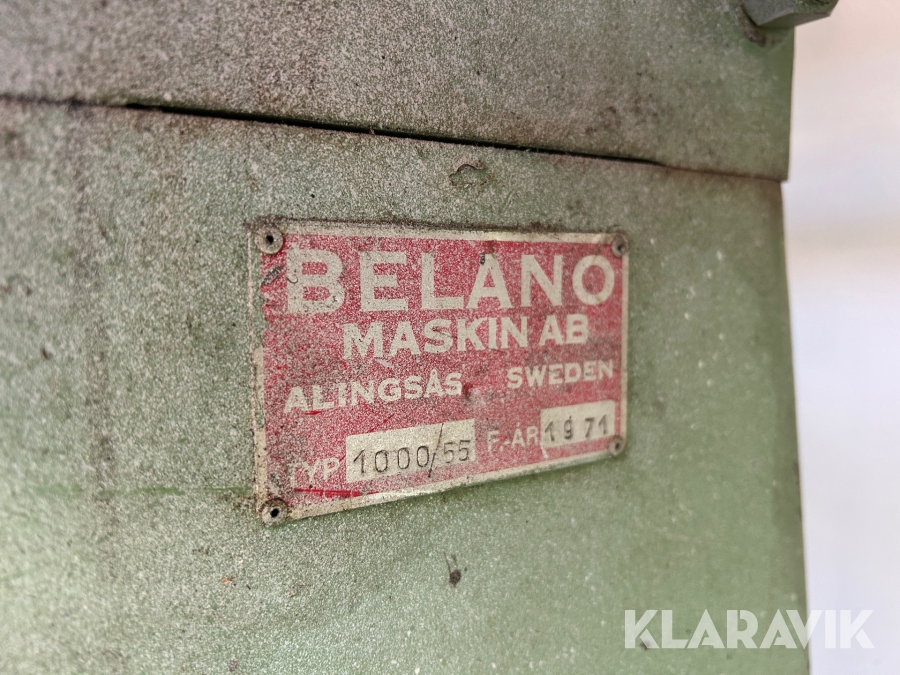 BELANO
MASKIN AB
ALINGSÅS SWEDEN
TYP 1000/55 F.-ÅR 1971
KLARAVIK